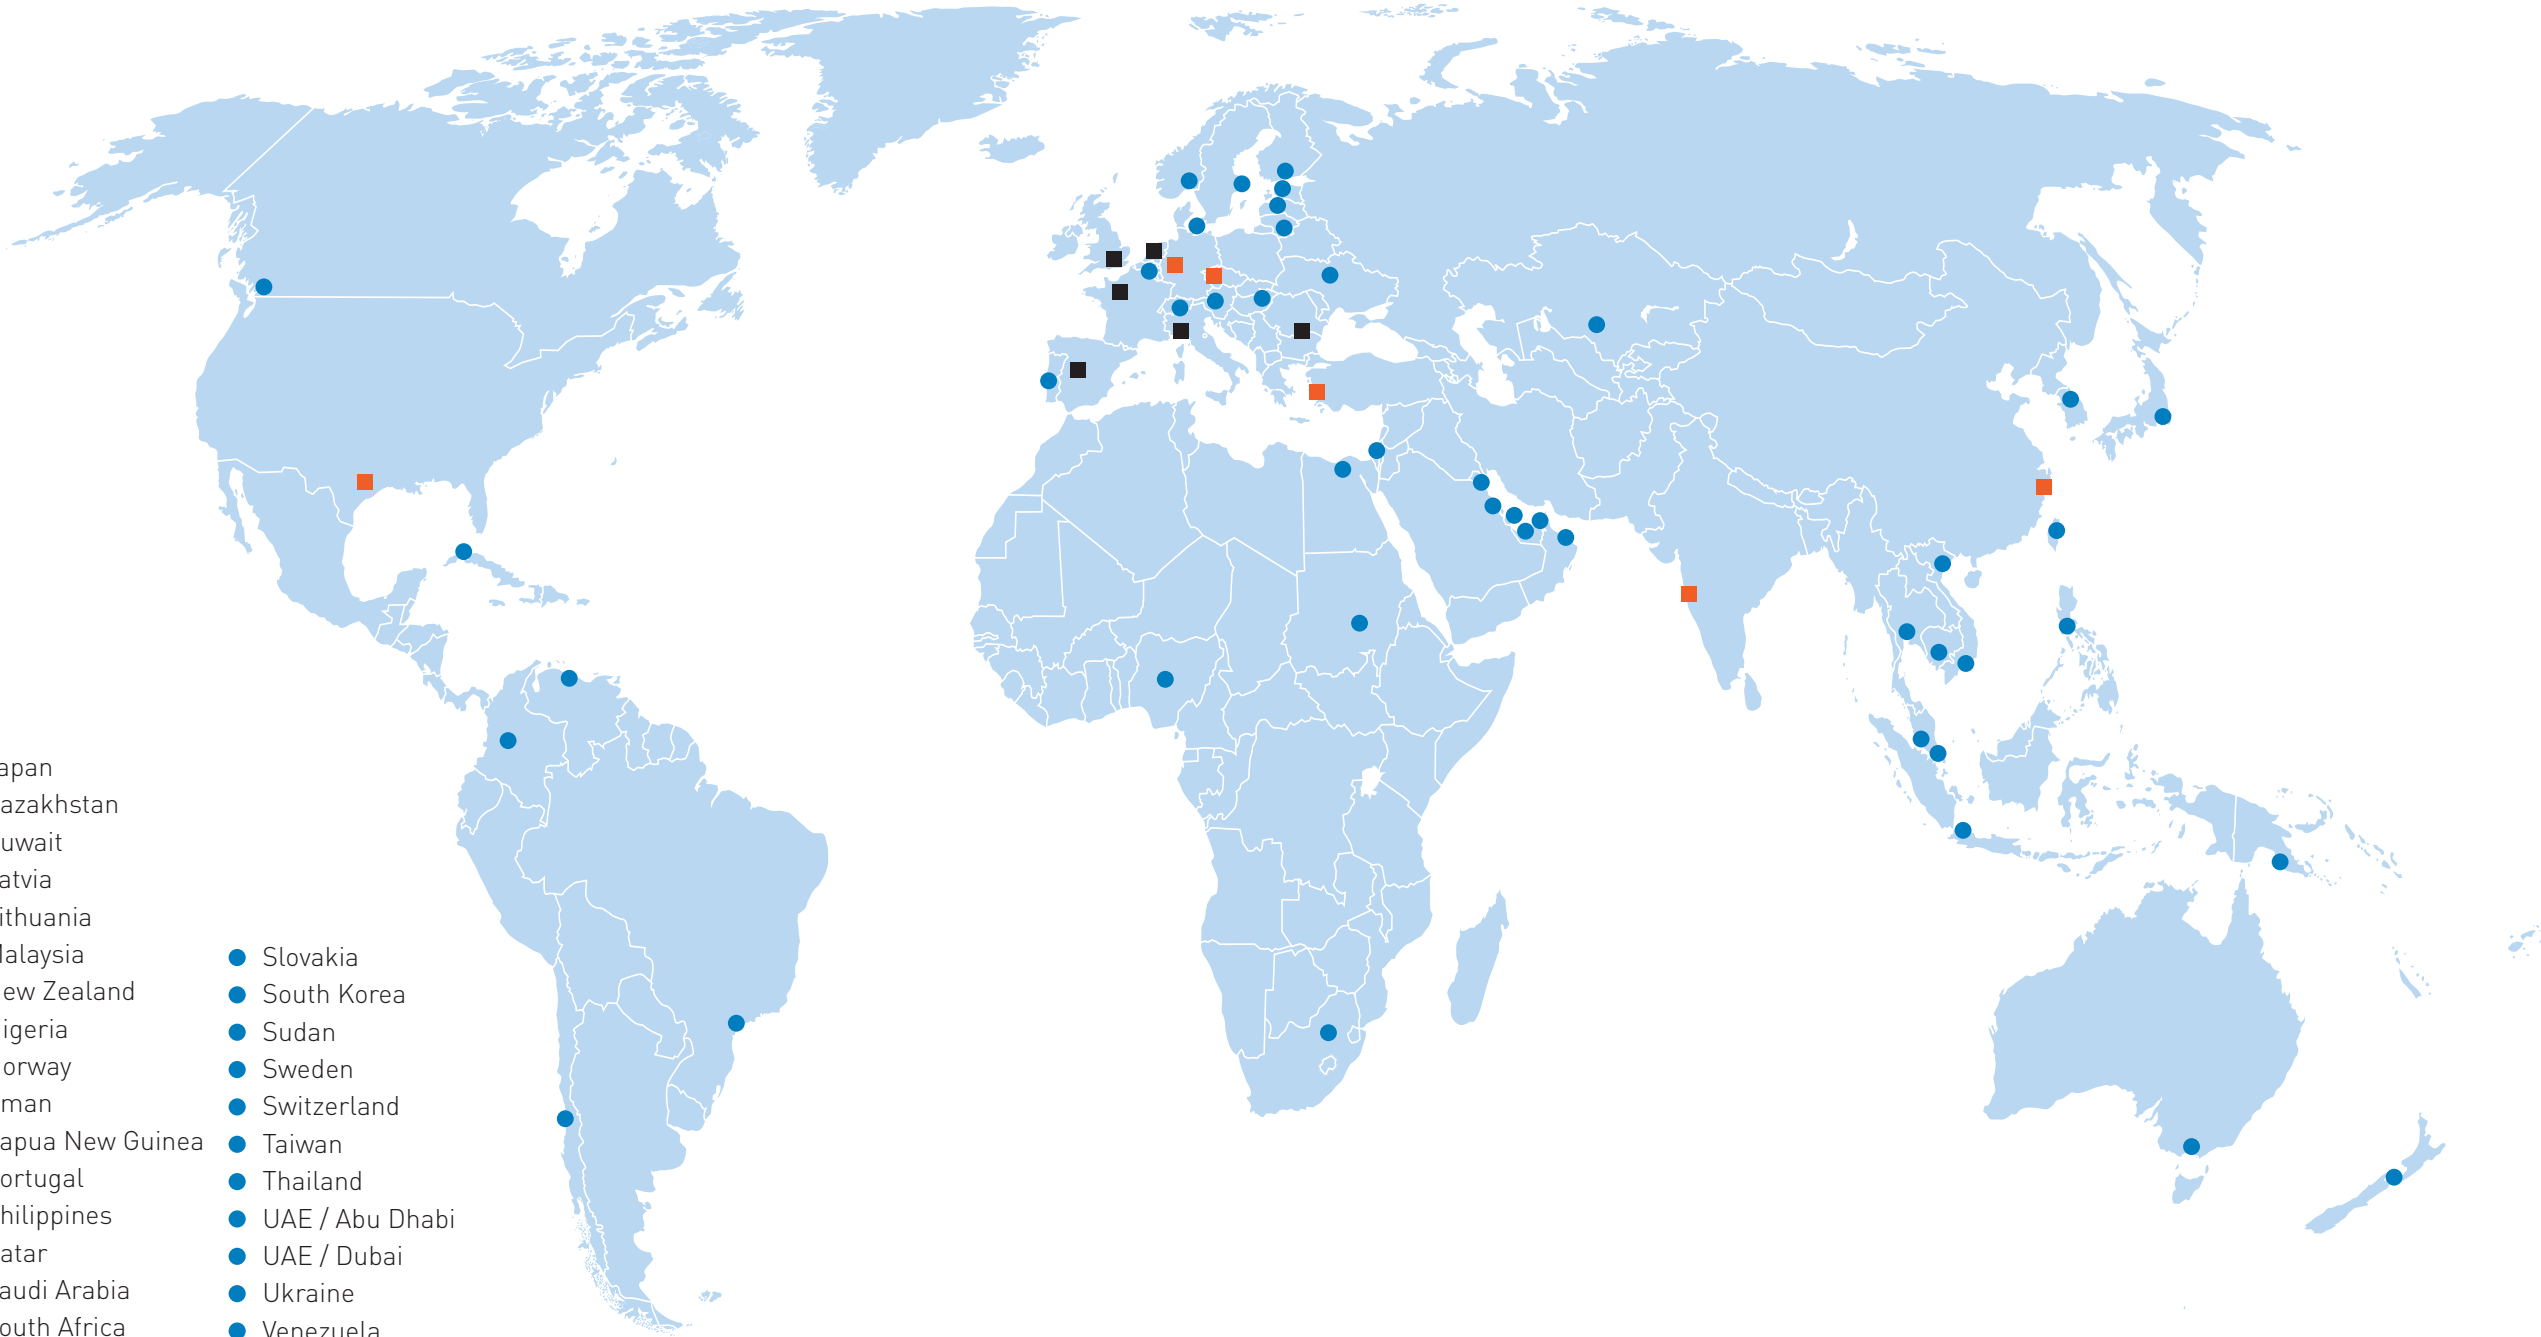 apan
azakhstan
uwait
atvia
ithuania
alaysia
ew Zealand
igeria
orway
man
apua New Guinea
ortugal
hilippines
atar
audi Arabia
outh Africa
Slovakia
South Korea
Sudan
Sweden
Switzerland
Taiwan
Thailand
UAE / Abu Dhabi
UAE / Dubai
Ukraine
Venezuela